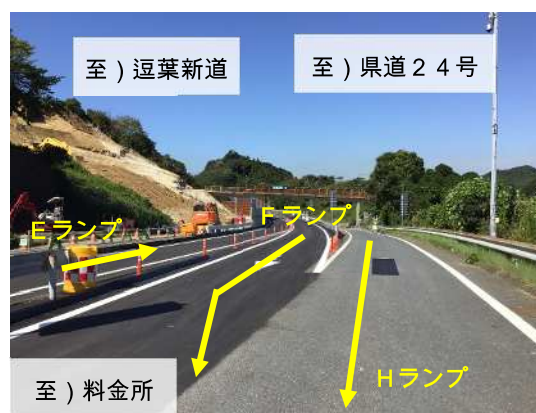 至）逗葉新道
至）県道２４号
Ｅランプ
Ｆランプ
Ｈランプ
至）料金所